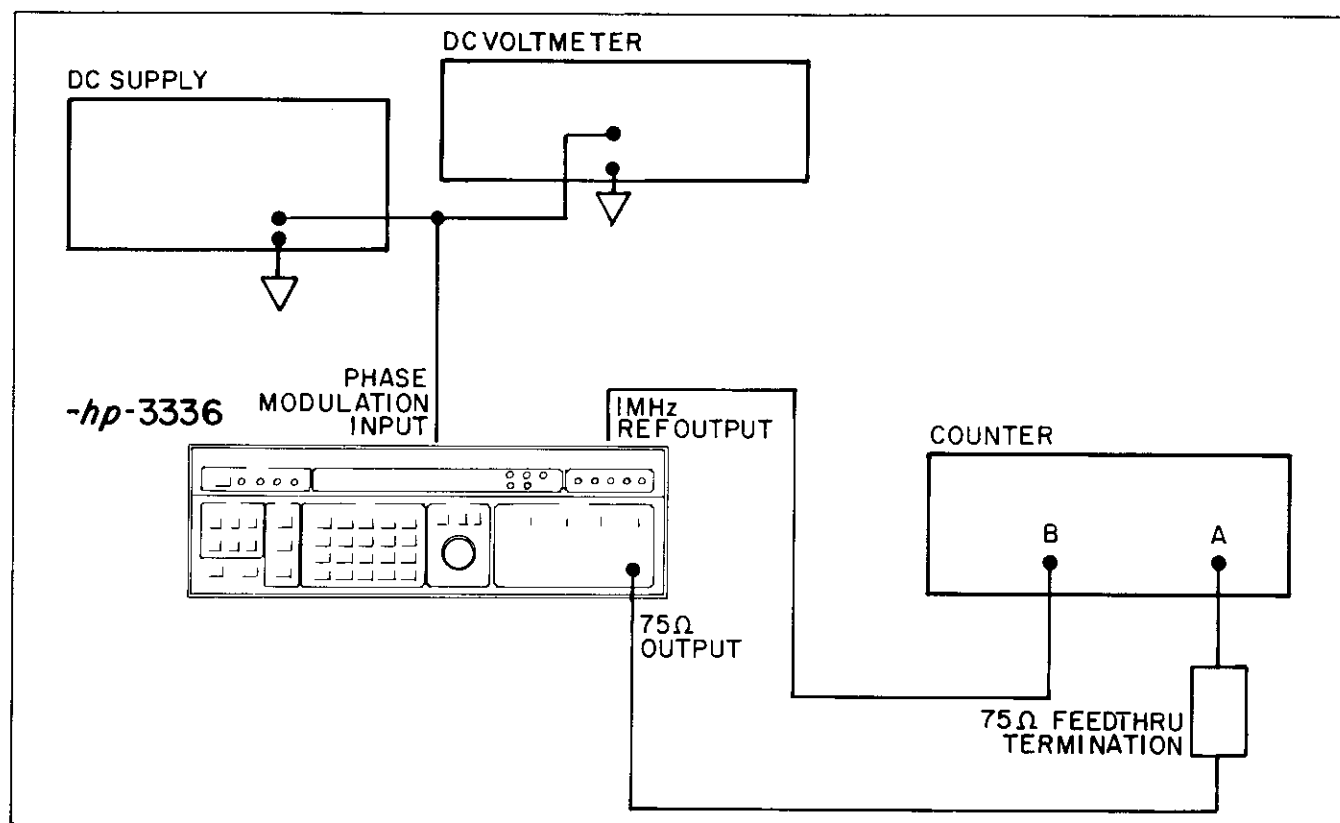 DC VOLTMETER
DC SUPPLY
PHASE
MODULATION
INPUT
-hp-3336
1MHz
REF OUTPUT
COUNTER
B
A
75Ω
OUTPUT
75Ω FEEDTHRU
TERMINATION